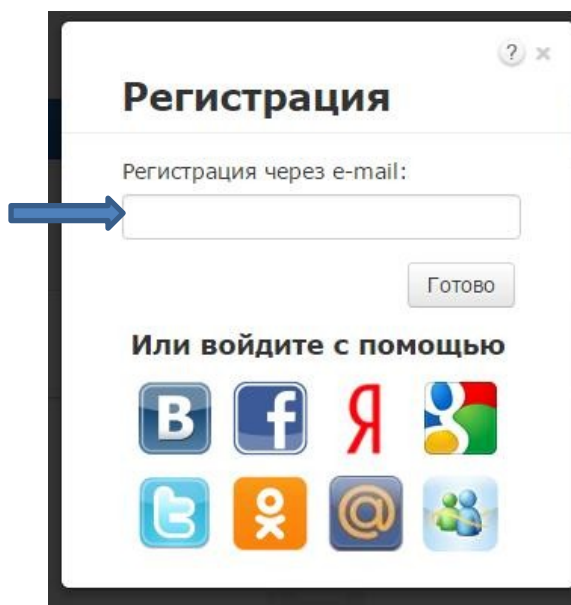 ?
Регистрация
Регистрация через e-mail:
Готово
Или войдите с помощью
В f Я g
t @